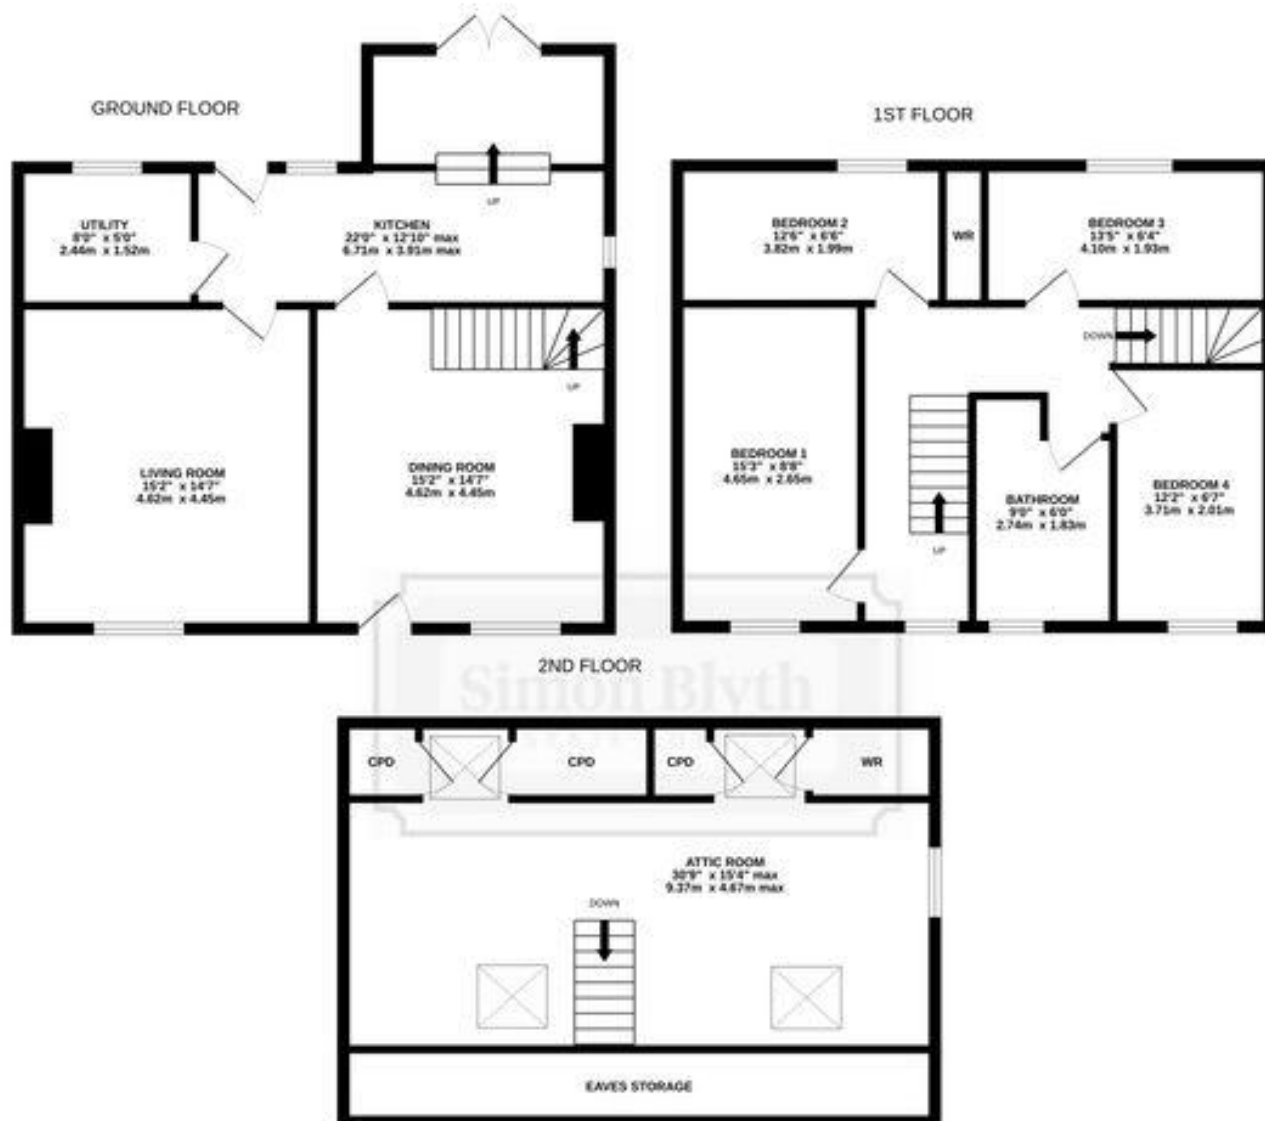 GROUND FLOOR
UTILITY
8'0" x 5'0"
2.44m x 1.52m
KITCHEN
22'0" x 12'10" max
6.71m x 3.91m max
UP
LIVING ROOM
15'2" x 14'7"
4.62m x 4.45m
DINING ROOM
15'2" x 14'7"
4.62m x 4.45m
UP
1ST FLOOR
BEDROOM 2
12'6" x 6'6"
3.82m x 1.99m
WR
BEDROOM 3
13'5" x 6'4"
4.10m x 1.93m
DOWN
BEDROOM 1
15'3" x 8'8"
4.65m x 2.65m
UP
BATHROOM
9'0" x 6'0"
2.74m x 1.83m
BEDROOM 4
12'2" x 6'7"
3.71m x 2.01m
2ND FLOOR
Simon Blyth
CPD
CPD
CPD
WR
ATTIC ROOM
30'9" x 15'4" max
9.37m x 4.67m max
DOWN
EAVES STORAGE